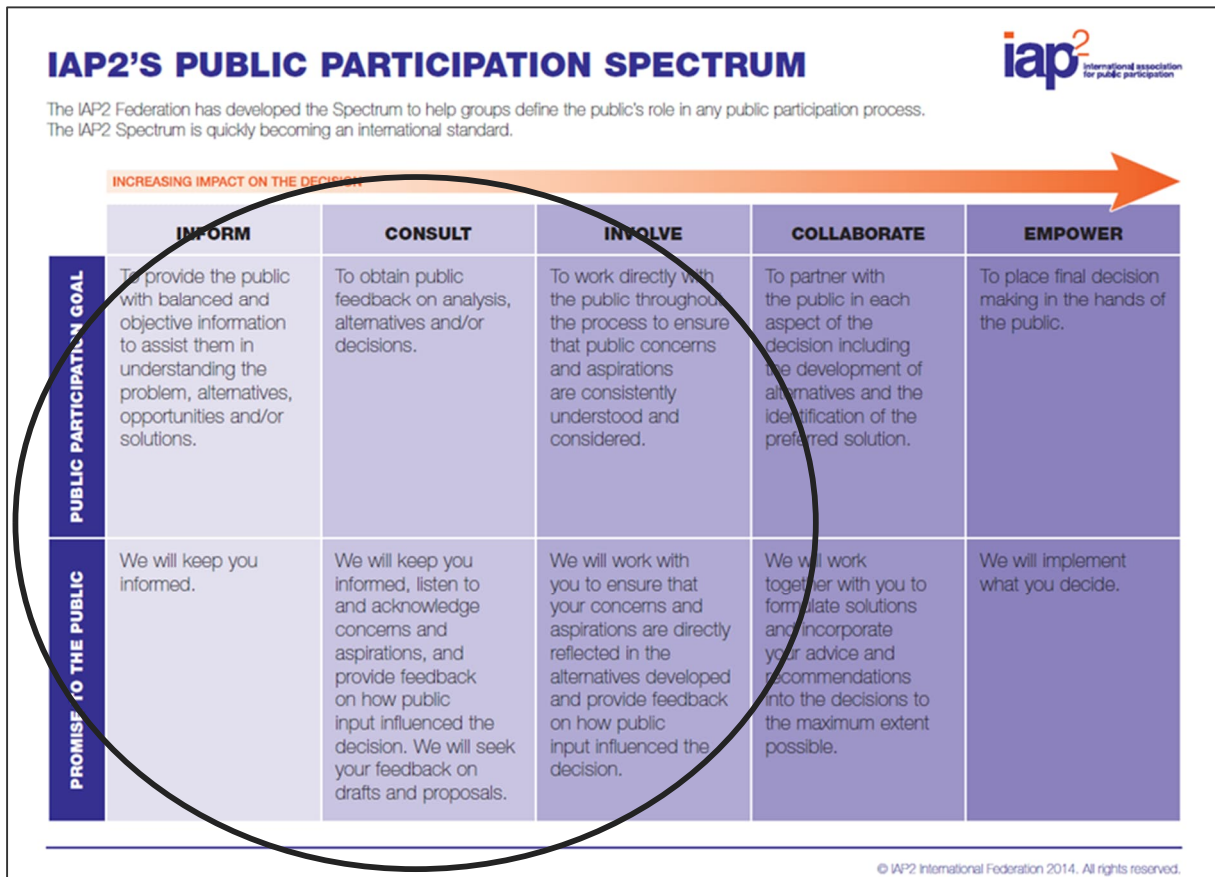 IAP2'S PUBLIC PARTICIPATION SPECTRUM
iap2
international association
for public participation
The IAP2 Federation has developed the Spectrum to help groups define the public's role in any public participation process.
The IAP2 Spectrum is quickly becoming an international standard.
INCREASING IMPACT ON THE DECISION
INFORM
CONSULT
INVOLVE
COLLABORATE
EMPOWER
PUBLIC PARTICIPATION GOAL
To provide the public
with balanced and
objective information
to assist them in
understanding the
problem, alternatives,
opportunities and/or
solutions.
To obtain public
feedback on analysis,
alternatives and/or
decisions.
To work directly with
the public throughout
the process to ensure
that public concerns
and aspirations
are consistently
understood and
considered.
To partner with
the public in each
aspect of the
decision including
the development of
alternatives and the
identification of the
preferred solution.
To place final decision
making in the hands of
the public.
PROMISE TO THE PUBLIC
We will keep you
informed.
We will keep you
informed, listen to
and acknowledge
concerns and
aspirations, and
provide feedback
on how public
input influenced the
decision. We will seek
your feedback on
drafts and proposals.
We will work with
you to ensure that
your concerns and
aspirations are directly
reflected in the
alternatives developed
and provide feedback
on how public
input influenced the
decision.
We will work
together with you to
formulate solutions
and incorporate
your advice and
recommendations
into the decisions to
the maximum extent
possible.
We will implement
what you decide.
© IAP2 International Federation 2014. All rights reserved.